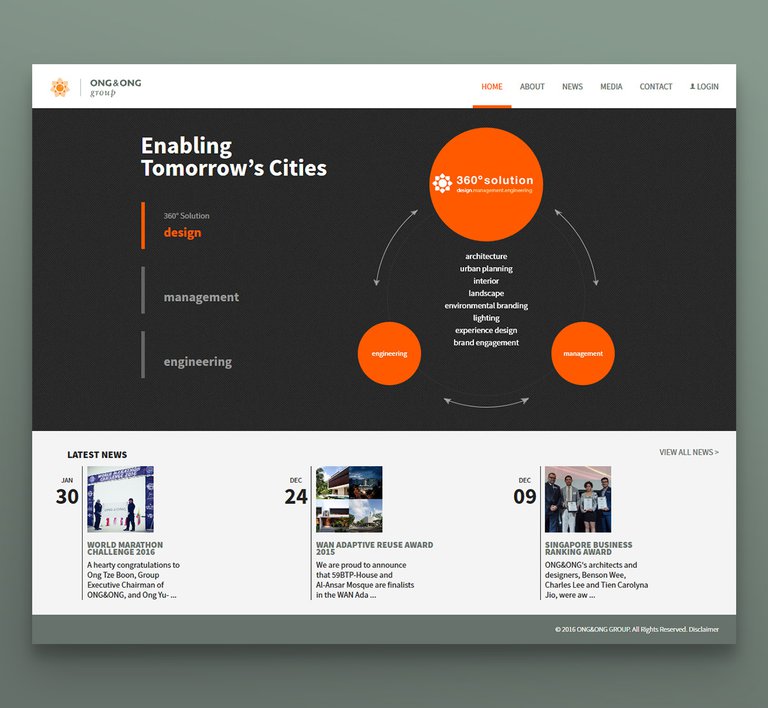 ONG&ONG
group
HOME ABOUT NEWS MEDIA CONTACT LOGIN
Enabling
Tomorrow's Cities
360° Solution
design
management
engineering
360° solution
design.management.engineering
architecture
urban planning
interior
landscape
environmental branding
lighting
experience design
brand engagement
engineering
management
LATEST NEWS
VIEW ALL NEWS >
JAN
30
WORLD MARATHON
CHALLENGE 2016
ONG&ONG
WORLD MARATHON
CHALLENGE 2016
A hearty congratulations to
Ong Tze Boon, Group
Executive Chairman of
ONG&ONG, and Ong Yu- ...
DEC
24
WAN ADAPTIVE REUSE AWARD
2015
We are proud to announce
that 59BTP-House and
Al-Ansar Mosque are finalists
in the WAN Ada ...
DEC
09
SINGAPORE BUSINESS
RANKING AWARD
ONG&ONG's architects and
designers, Benson Wee,
Charles Lee and Tien Carolyna
Jio, were aw ...
© 2016 ONG&ONG GROUP. All Rights Reserved. Disclaimer